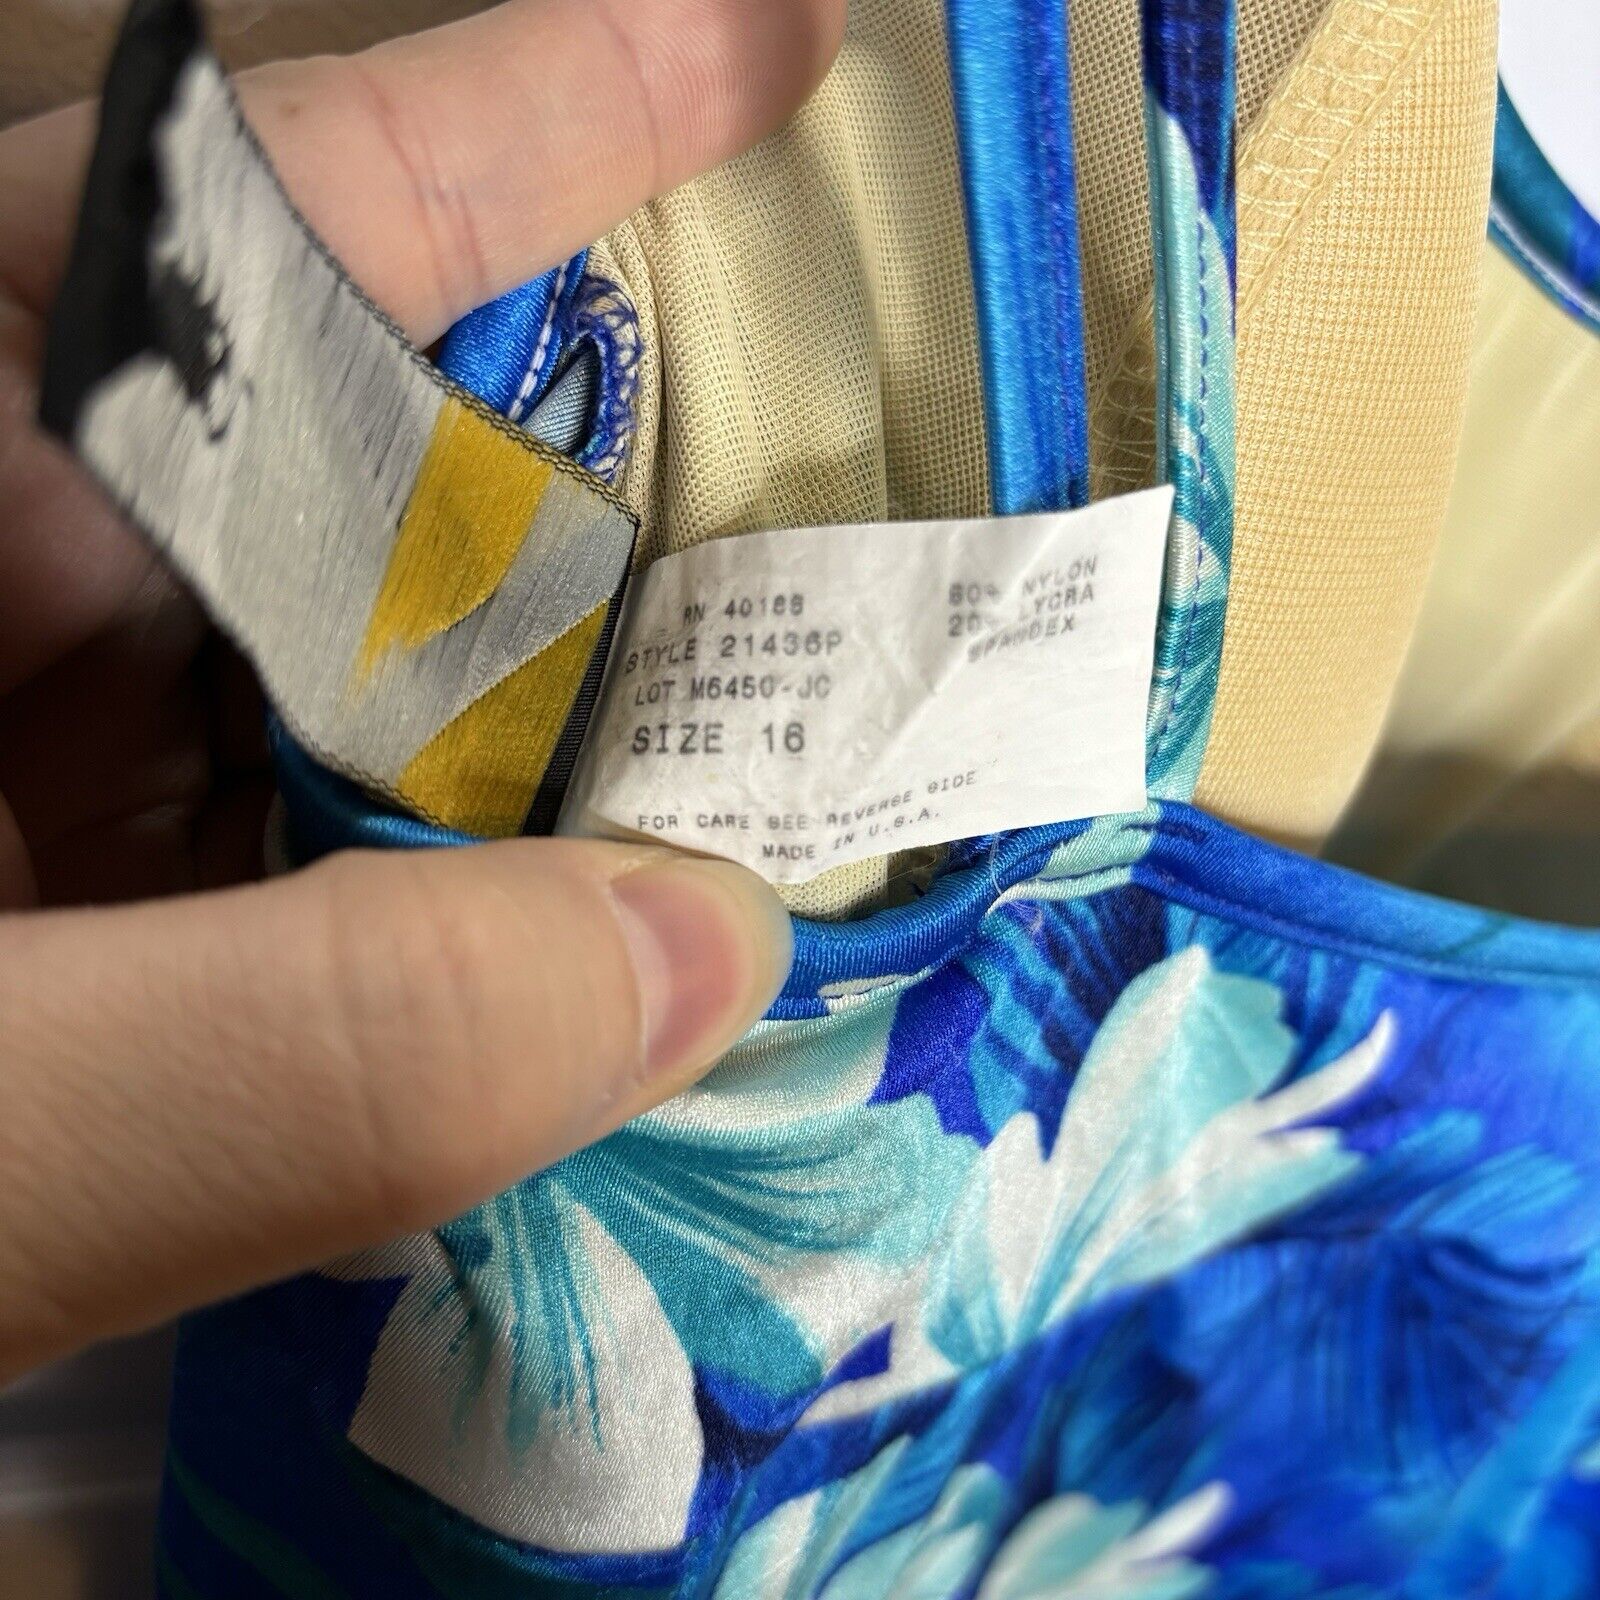 RN 40188
STYLE 21436P
LOT M6450-JC
SIZE 16
80% NYLON
20% LYCRA
SPANDEX
FOR CARE SEE REVERSE SIDE
MADE IN U.S.A.